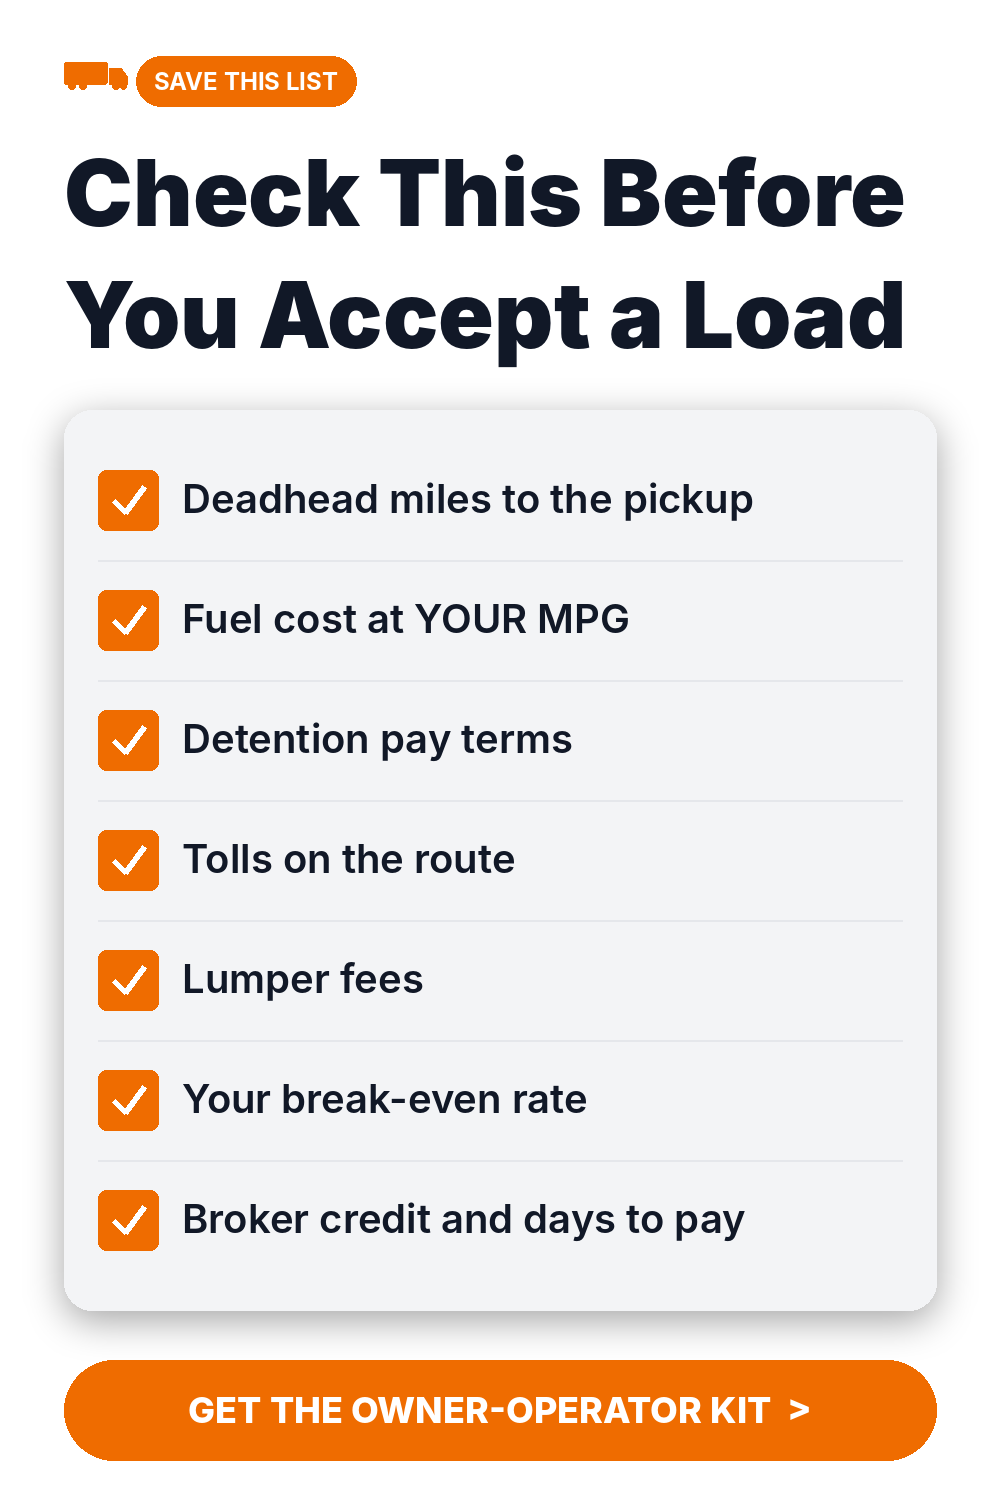 SAVE THIS LIST
Check This Before
You Accept a Load
Deadhead miles to the pickup
Fuel cost at YOUR MPG
Detention pay terms
Tolls on the route
Lumper fees
Your break-even rate
Broker credit and days to pay
GET THE OWNER-OPERATOR KIT >